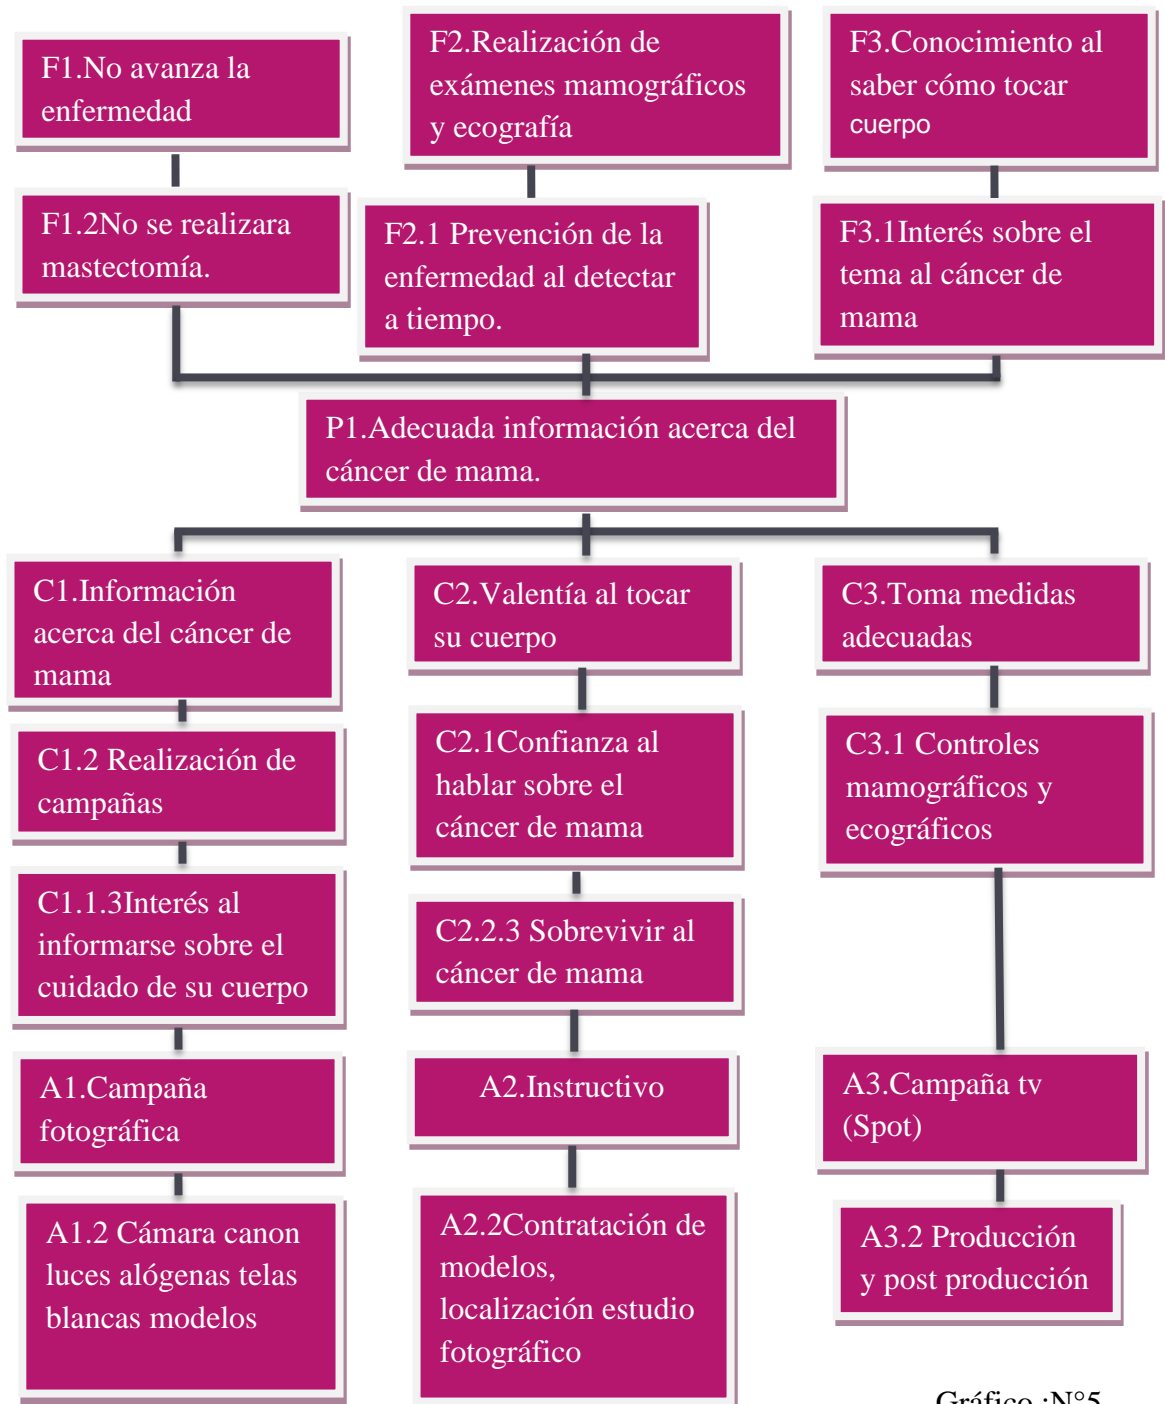 F1.No avanza la
enfermedad
F2.Realización de
exámenes mamográficos
y ecografía
F3.Conocimiento al
saber cómo tocar
cuerpo
F1.2No se realizara
mastectomía.
F2.1 Prevención de la
enfermedad al detectar
a tiempo.
F3.1Interés sobre el
tema al cáncer de
mama
P1.Adecuada información acerca del
cáncer de mama.
C1.Información
acerca del cáncer de
mama
C2.Valentía al tocar
su cuerpo
C3.Toma medidas
adecuadas
C1.2 Realización de
campañas
C2.1Confianza al
hablar sobre el
cáncer de mama
C3.1 Controles
mamográficos y
ecográficos
C1.1.3Interés al
informarse sobre el
cuidado de su cuerpo
C2.2.3 Sobrevivir al
cáncer de mama
A1.Campaña
fotográfica
A2.Instructivo
A3.Campaña tv
(Spot)
A1.2 Cámara canon
luces alógenas telas
blancas modelos
A2.2Contratación de
modelos,
localización estudio
fotográfico
A3.2 Producción
y post producción
Gráfico :N°5